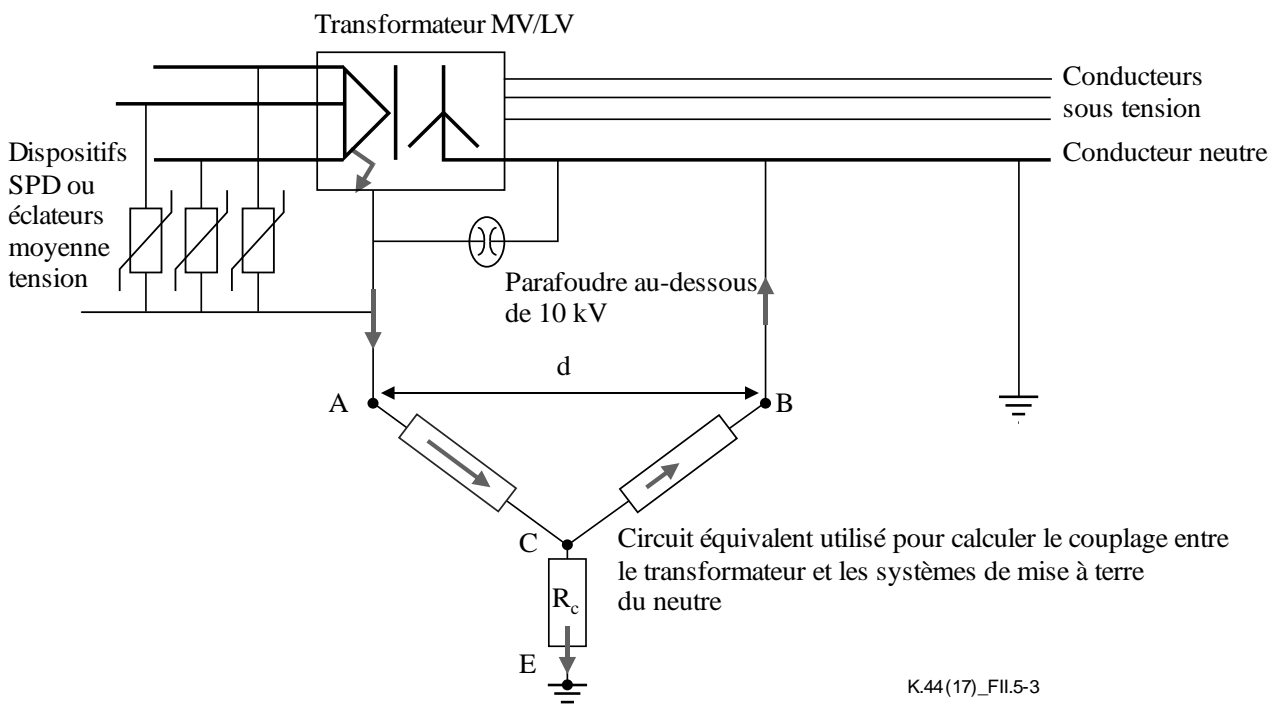 Transformateur MV/LV
Conducteurs
sous tension
Conducteur neutre
Dispositifs
SPD ou
éclateurs
moyenne
tension
Parafoudre au-dessous
de 10 kV
d
A
B
C
Circuit équivalent utilisé pour calculer le couplage entre
le transformateur et les systèmes de mise à terre
du neutre
Rc
E
K.44(17)_FII.5-3